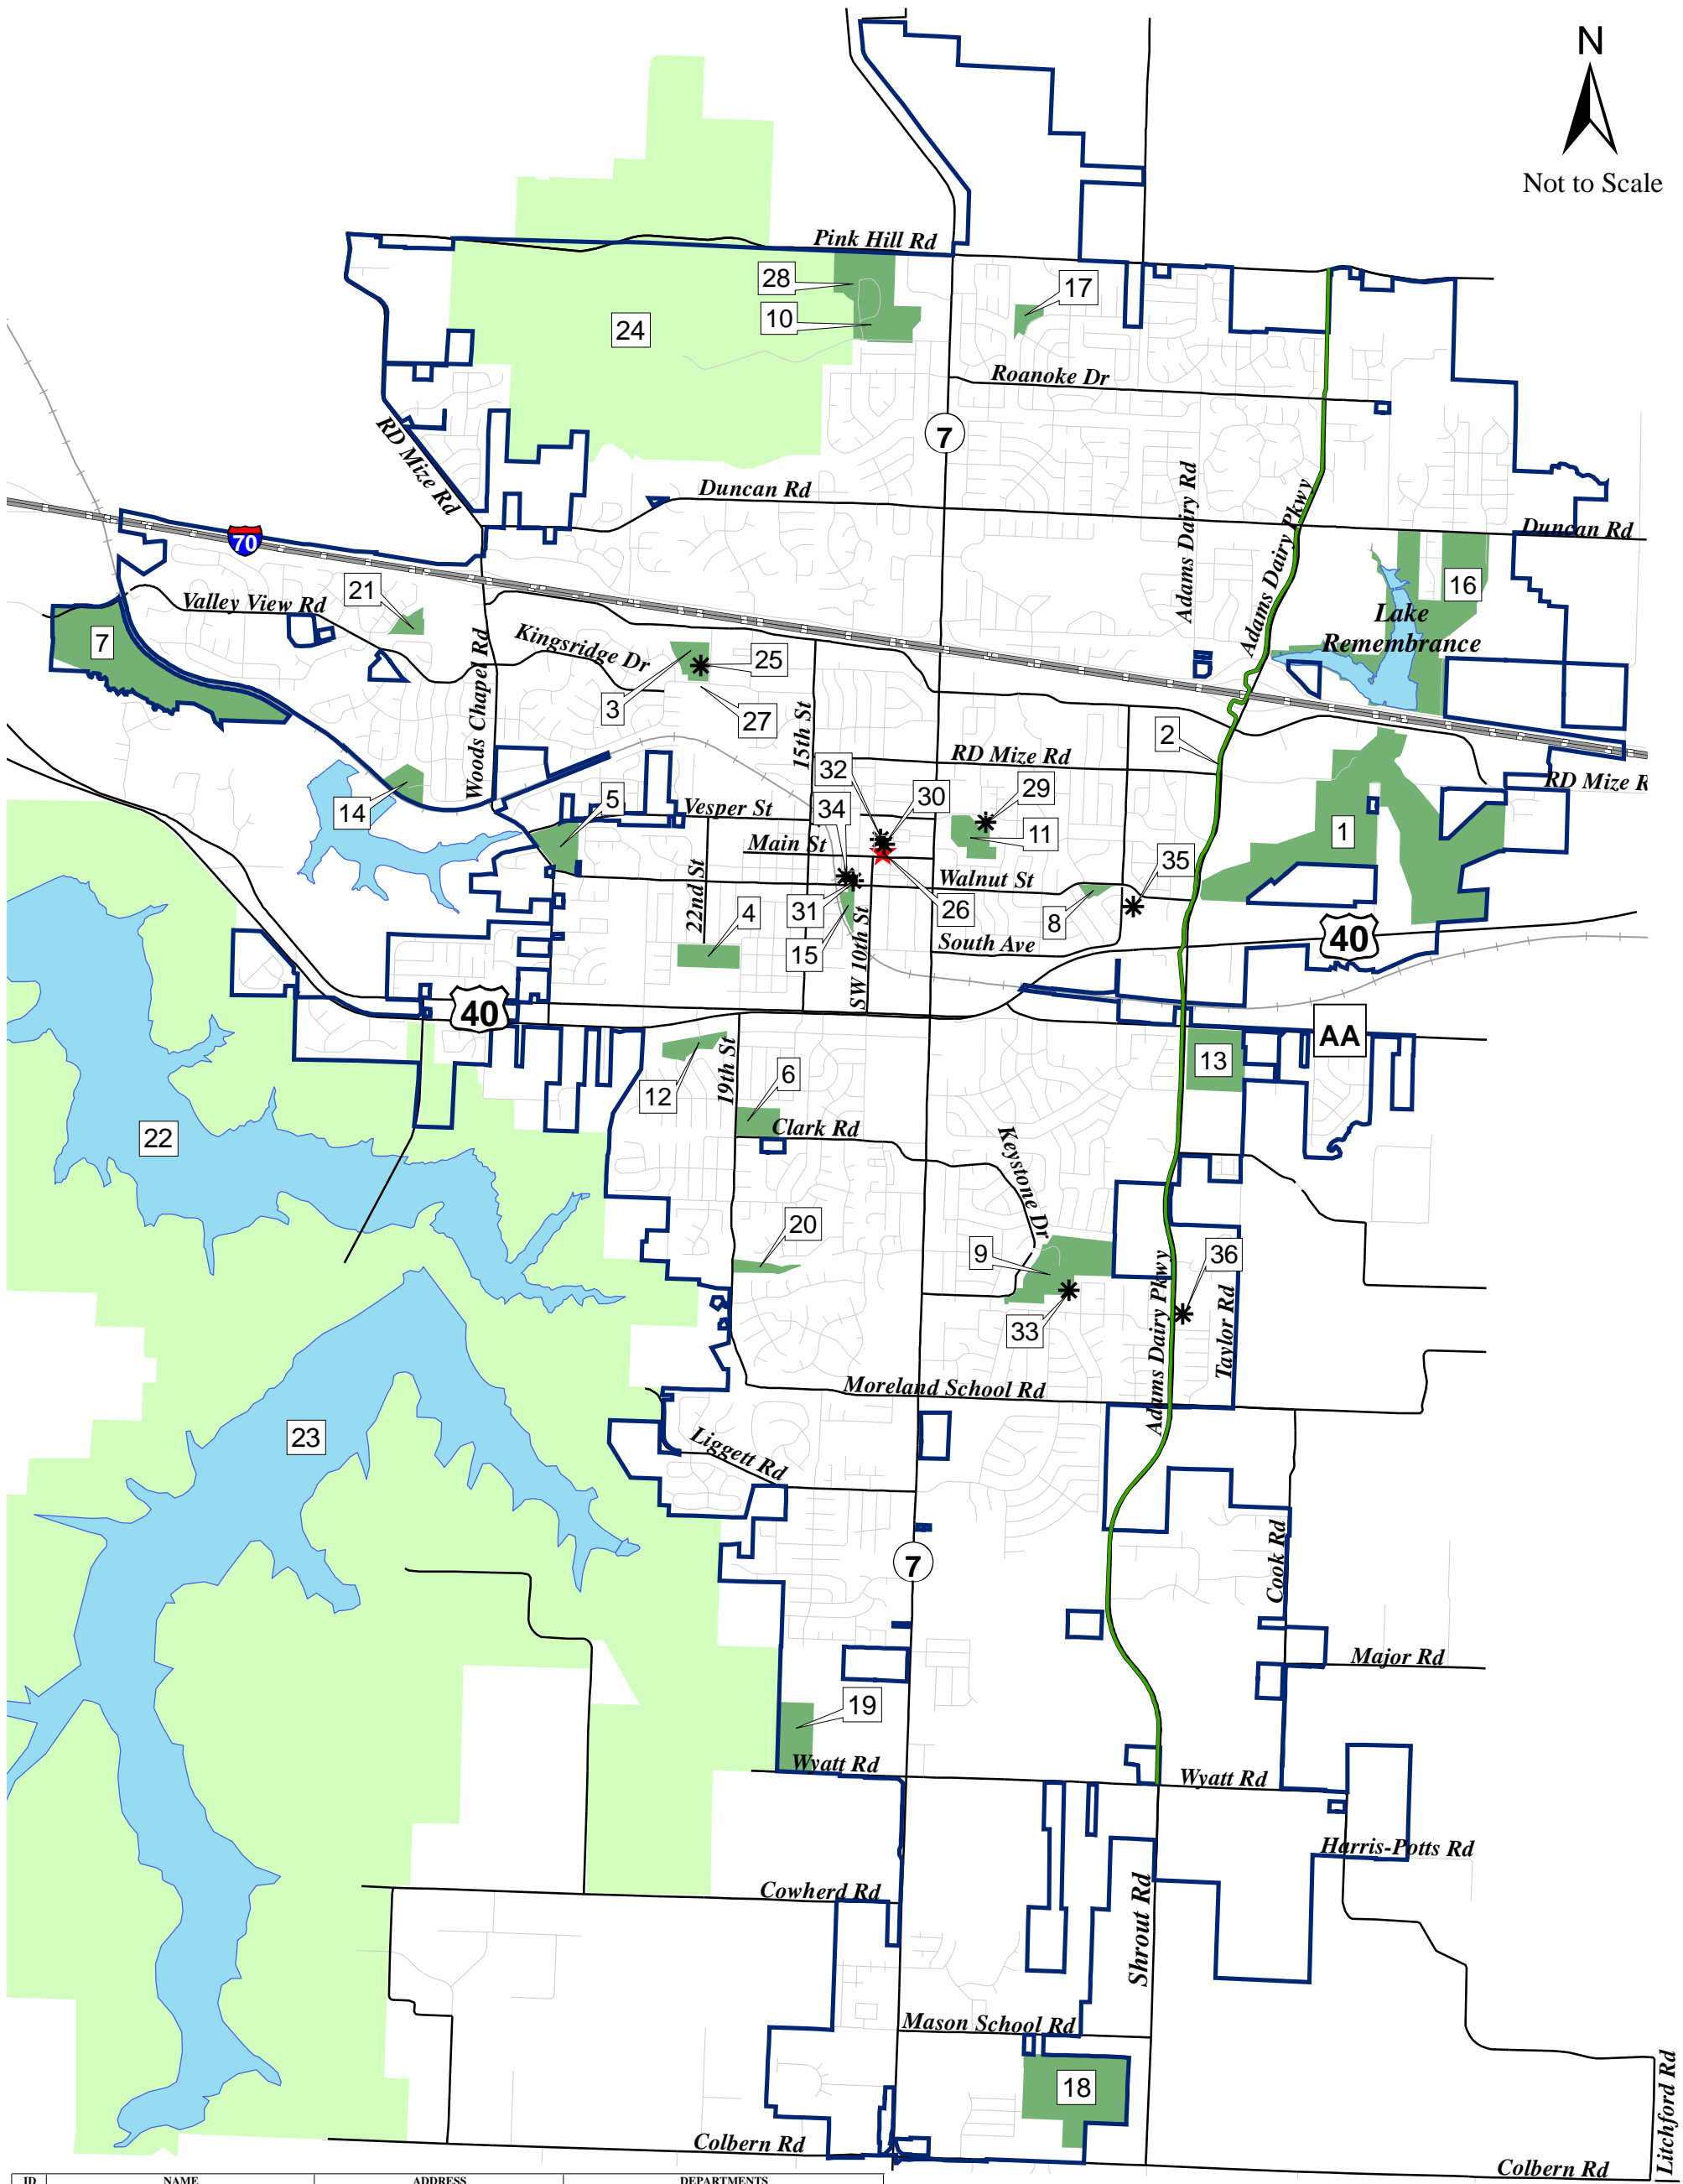 N
Not to Scale
Pink Hill Rd
28
17
10
24
Roanoke Dr
7
RD Mize Rd
Adams Dairy Rd
Adams Dairy Pkwy
Duncan Rd
Duncan Rd
70
16
21
Valley View Rd
Lake
Remembrance
7
Kingsridge Dr
25
Woods Chapel Rd
3
27
15th St
2
RD Mize Rd
32
RD Mize R
30
29
5
34
14
Vesper St
11
1
Main St
35
22nd St
Walnut St
31
26
4
8
40
15
SW 10th St
South Ave
40
AA
13
19th St
6
12
Clark Rd
22
Keystone Dr
20
9
36
Adams Dairy Pkwy
Taylor Rd
33
Moreland School Rd
23
Liggett Rd
Cook Rd
7
Major Rd
19
Wyatt Rd
Wyatt Rd
Harris-Potts Rd
Cowherd Rd
Shrout Rd
Mason School Rd
18
Litchford Rd
Colbern Rd
Colbern Rd
ID NAME ADDRESS DEPARTMENTS